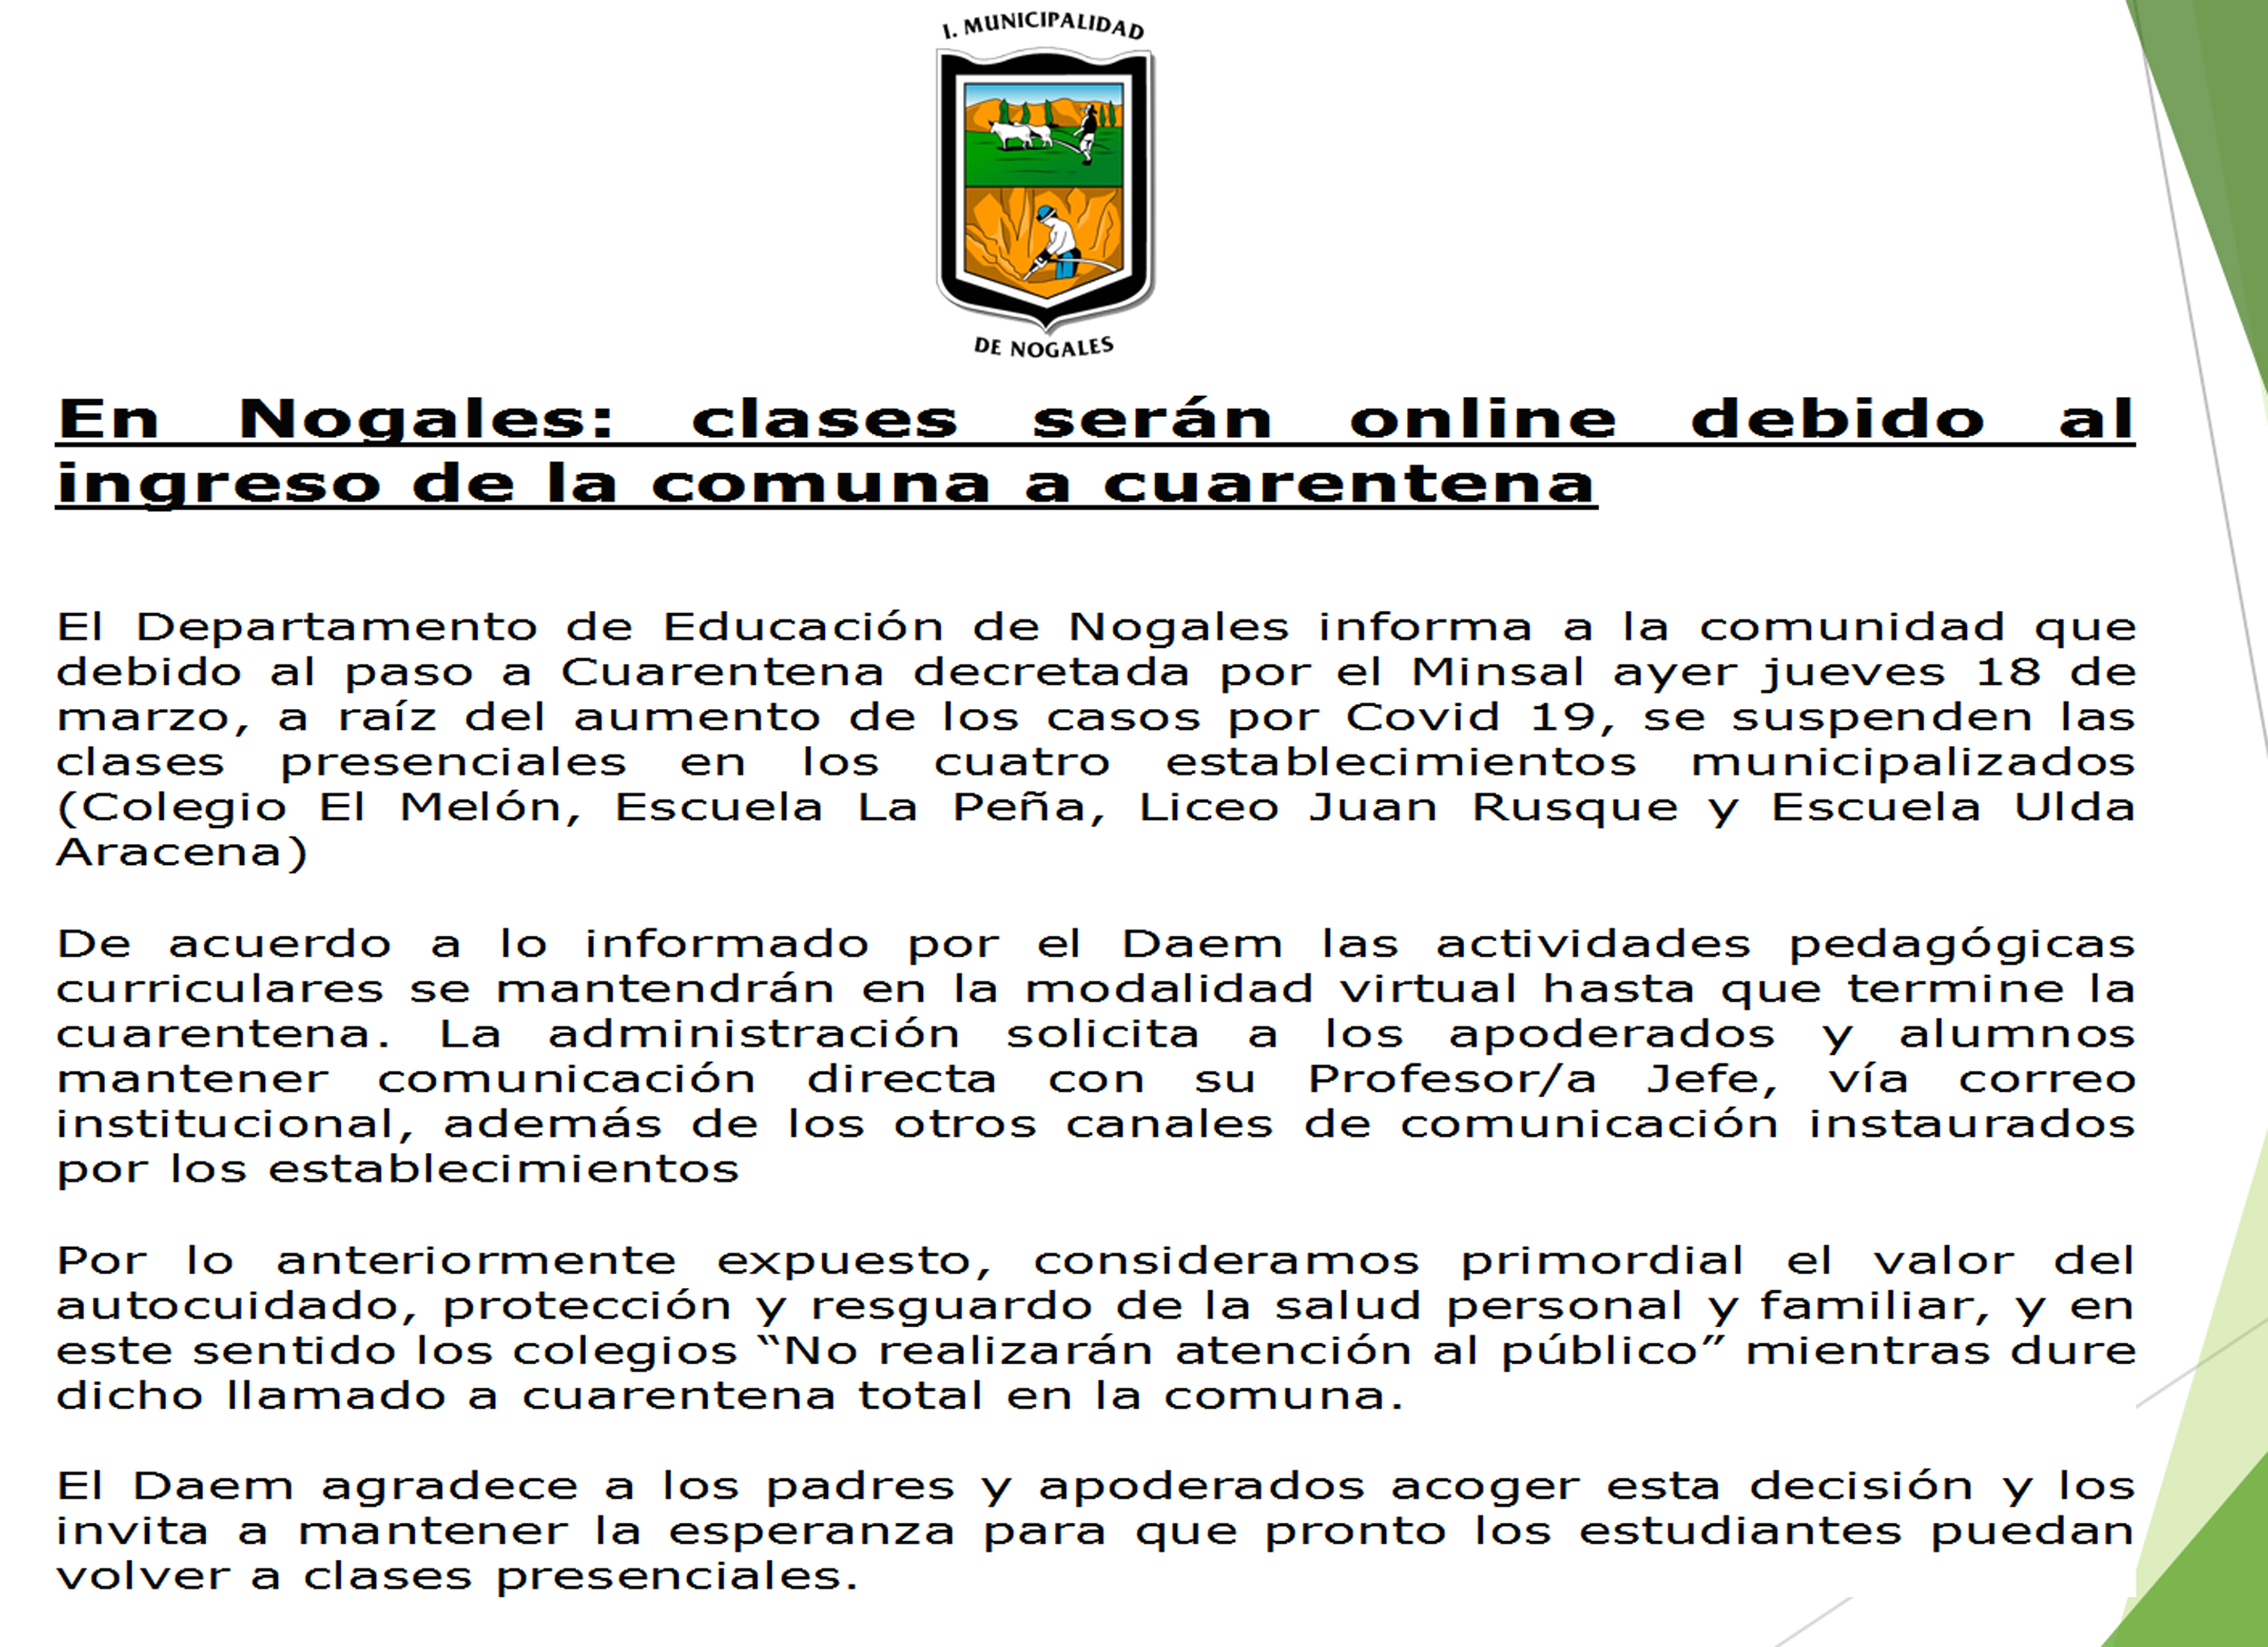 I. MUNICIPALIDAD
DE NOGALES
En Nogales: clases serán online debido al
ingreso de la comuna a cuarentena
El Departamento de Educación de Nogales informa a la comunidad que
debido al paso a Cuarentena decretada por el Minsal ayer jueves 18 de
marzo, a raíz del aumento de los casos por Covid 19, se suspenden las
clases presenciales en los cuatro establecimientos municipalizados
(Colegio El Melón, Escuela La Peña, Liceo Juan Rusque y Escuela Ulda
Aracena)
De acuerdo a lo informado por el Daem las actividades pedagógicas
curriculares se mantendrán en la modalidad virtual hasta que termine la
cuarentena. La administración solicita a los apoderados y alumnos
mantener comunicación directa con su Profesor/a Jefe, vía correo
institucional, además de los otros canales de comunicación instaurados
por los establecimientos
Por lo anteriormente expuesto, consideramos primordial el valor del
autocuidado, protección y resguardo de la salud personal y familiar, y en
este sentido los colegios “No realizarán atención al público” mientras dure
dicho llamado a cuarentena total en la comuna.
El Daem agradece a los padres y apoderados acoger esta decisión y los
invita a mantener la esperanza para que pronto los estudiantes puedan
volver a clases presenciales.